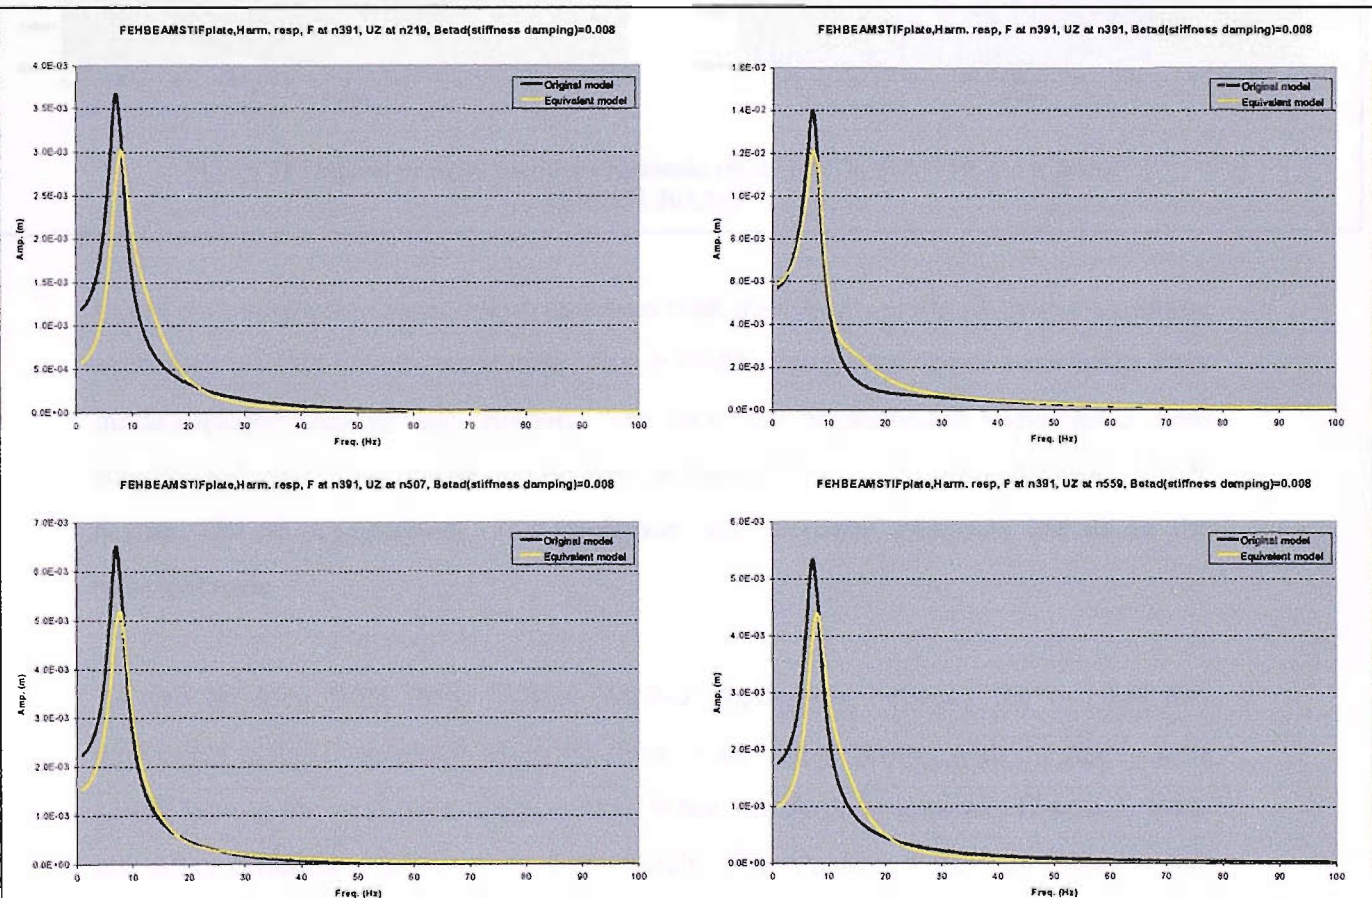 FEHBEAMSTIFplate,Harm. resp, F at n391, UZ at n219, Betad(stiffness damping)=0.008
Original model
Equivalent model
Amp. (m)
4.0E-03
3.5E-03
3.0E-03
2.5E-03
2.0E-03
1.5E-03
1.0E-03
5.0E-04
0.0E+00
0 10 20 30 40 50 60 70 80 90 100
Freq. (Hz)
FEHBEAMSTIFplate,Harm. resp, F at n391, UZ at n391, Betad(stiffness damping)=0.008
Original model
Equivalent model
Amp. (m)
1.6E-02
1.4E-02
1.2E-02
1.0E-02
8.0E-03
6.0E-03
4.0E-03
2.0E-03
0.0E+00
0 10 20 30 40 50 60 70 80 90 100
Freq. (Hz)
FEHBEAMSTIFplate,Harm. resp, F at n391, UZ at n507, Betad(stiffness damping)=0.008
Original model
Equivalent model
Amp. (m)
7.0E-03
6.0E-03
5.0E-03
4.0E-03
3.0E-03
2.0E-03
1.0E-03
0.0E+00
0 10 20 30 40 50 60 70 80 90 100
Freq. (Hz)
FEHBEAMSTIFplate,Harm. resp, F at n391, UZ at n559, Betad(stiffness damping)=0.008
Original model
Equivalent model
Amp. (m)
6.0E-03
5.0E-03
4.0E-03
3.0E-03
2.0E-03
1.0E-03
0.0E+00
0 10 20 30 40 50 60 70 80 90 100
Freq. (Hz)